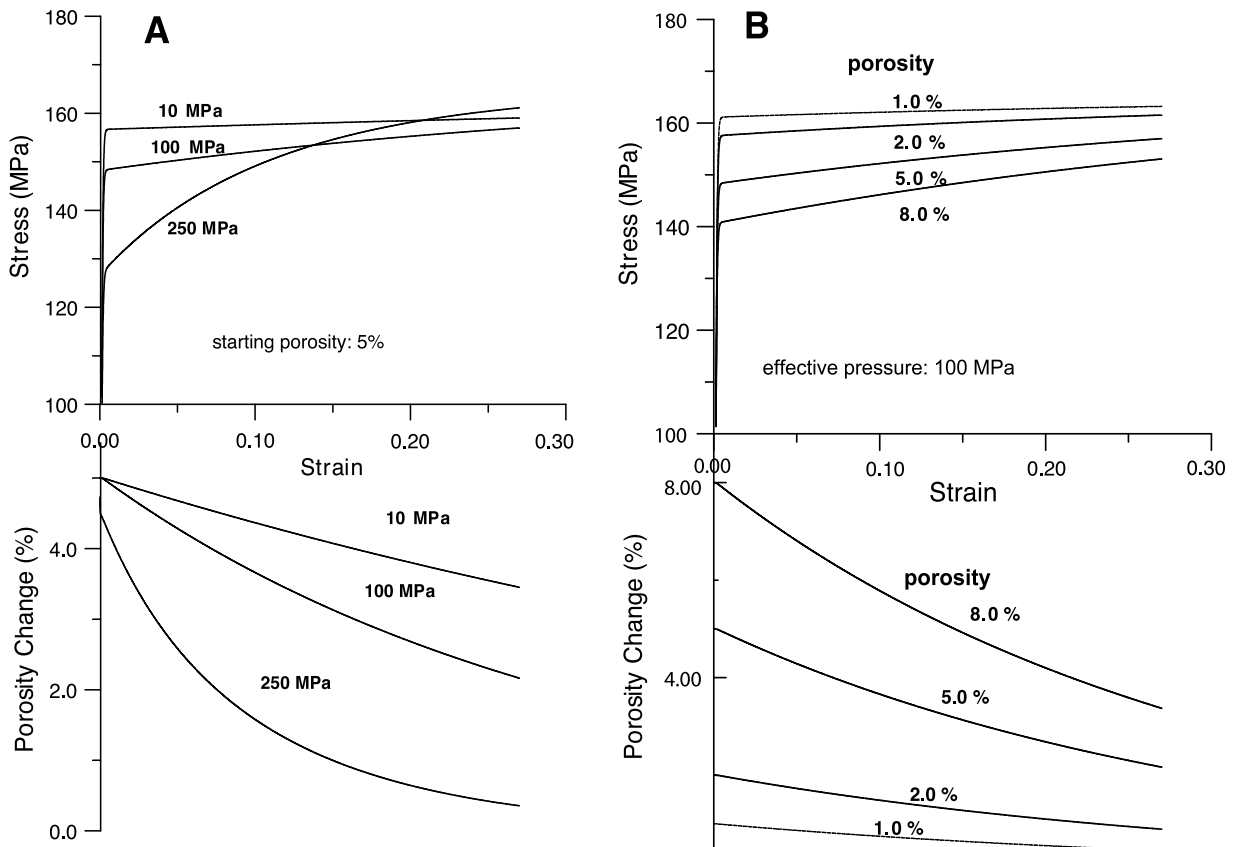 A
180
160
140
120
100
Stress (MPa)
10 MPa
100 MPa
250 MPa
starting porosity: 5%
0.00
0.10
0.20
0.30
Strain
4.0
2.0
0.0
Porosity Change (%)
10 MPa
100 MPa
250 MPa
B
180
160
140
120
100
Stress (MPa)
porosity
1.0 %
2.0 %
5.0 %
8.0 %
effective pressure: 100 MPa
0.00
0.10
0.20
0.30
Strain
8.00
4.00
Porosity Change (%)
porosity
8.0 %
5.0 %
2.0 %
1.0 %